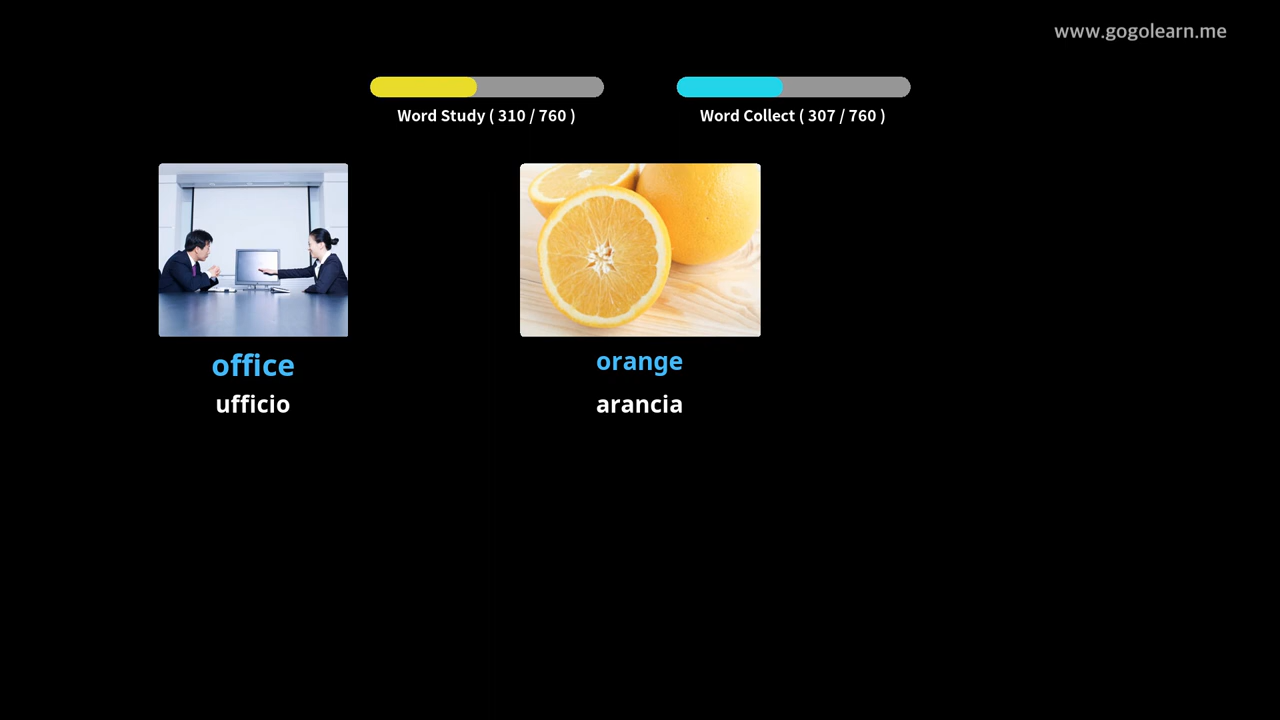 www.gogolearn.me
Word Study ( 310 / 760 )
Word Collect ( 307 / 760 )
office
ufficio
orange
arancia